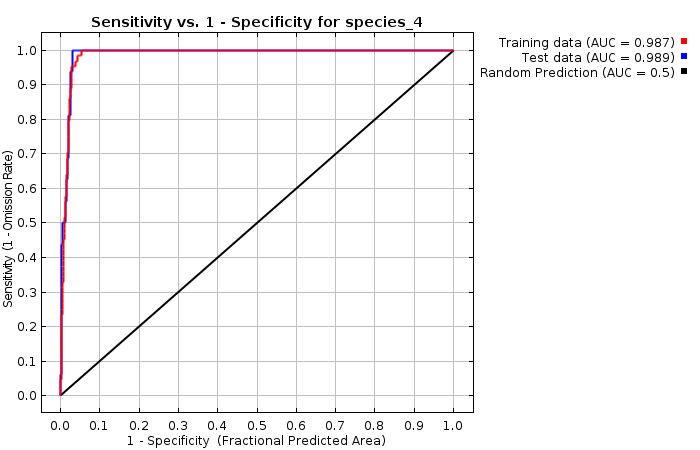 Sensitivity vs. 1 - Specificity for species_4
Training data (AUC = 0.987)
Test data (AUC = 0.989)
Random Prediction (AUC = 0.5)
Sensitivity (1 - Omission Rate)
1.0
0.9
0.8
0.7
0.6
0.5
0.4
0.3
0.2
0.1
0.0
0.0 0.1 0.2 0.3 0.4 0.5 0.6 0.7 0.8 0.9 1.0
1 - Specificity (Fractional Predicted Area)